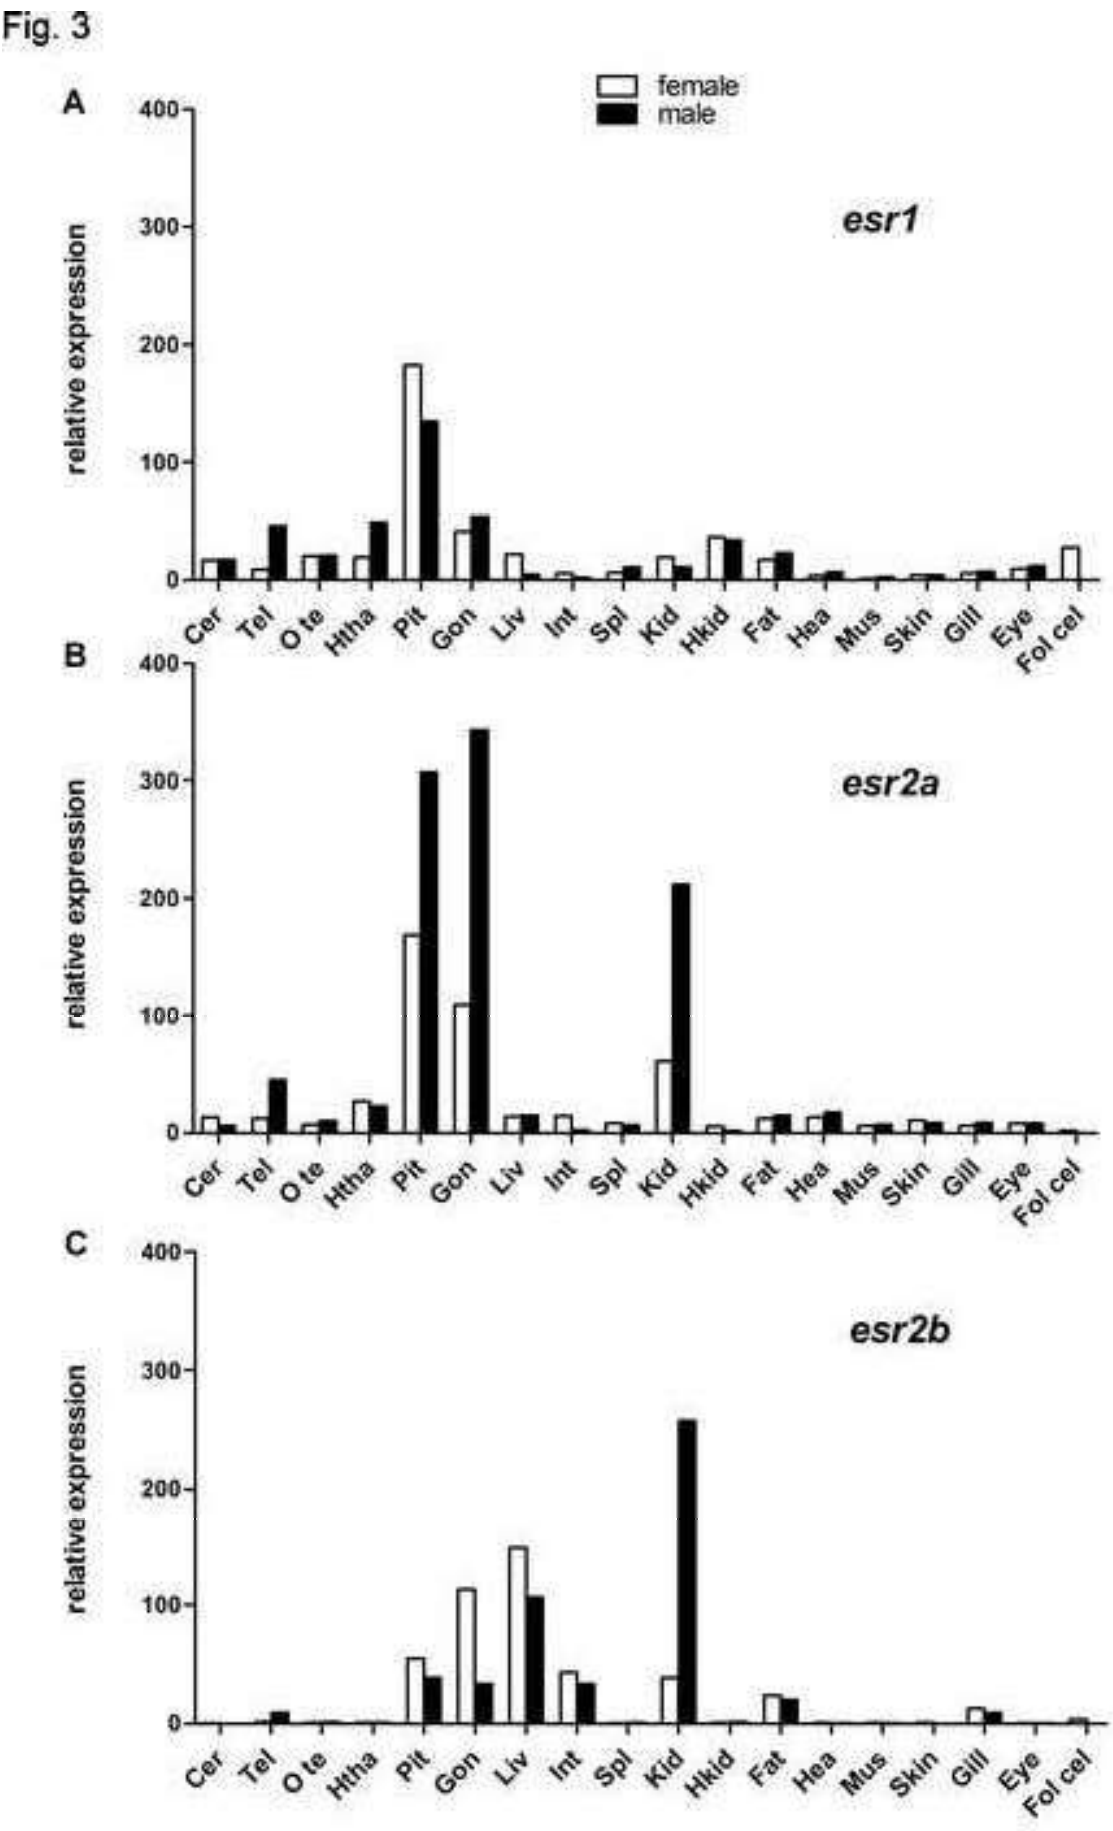 Fig. 3
A
female
male
esr1
relative expression
400
300
200
100
0
Cer Tel O te Htha Pit Gon Liv Int Spl Kid Hkid Fat Hea Mus Skin Gill Eye Fol cel
B
esr2a
relative expression
400
300
200
100
0
Cer Tel O te Htha Pit Gon Liv Int Spl Kid Hkid Fat Hea Mus Skin Gill Eye Fol cel
C
esr2b
relative expression
400
300
200
100
0
Cer Tel O te Htha Pit Gon Liv Int Spl Kid Hkid Fat Hea Mus Skin Gill Eye Fol cel